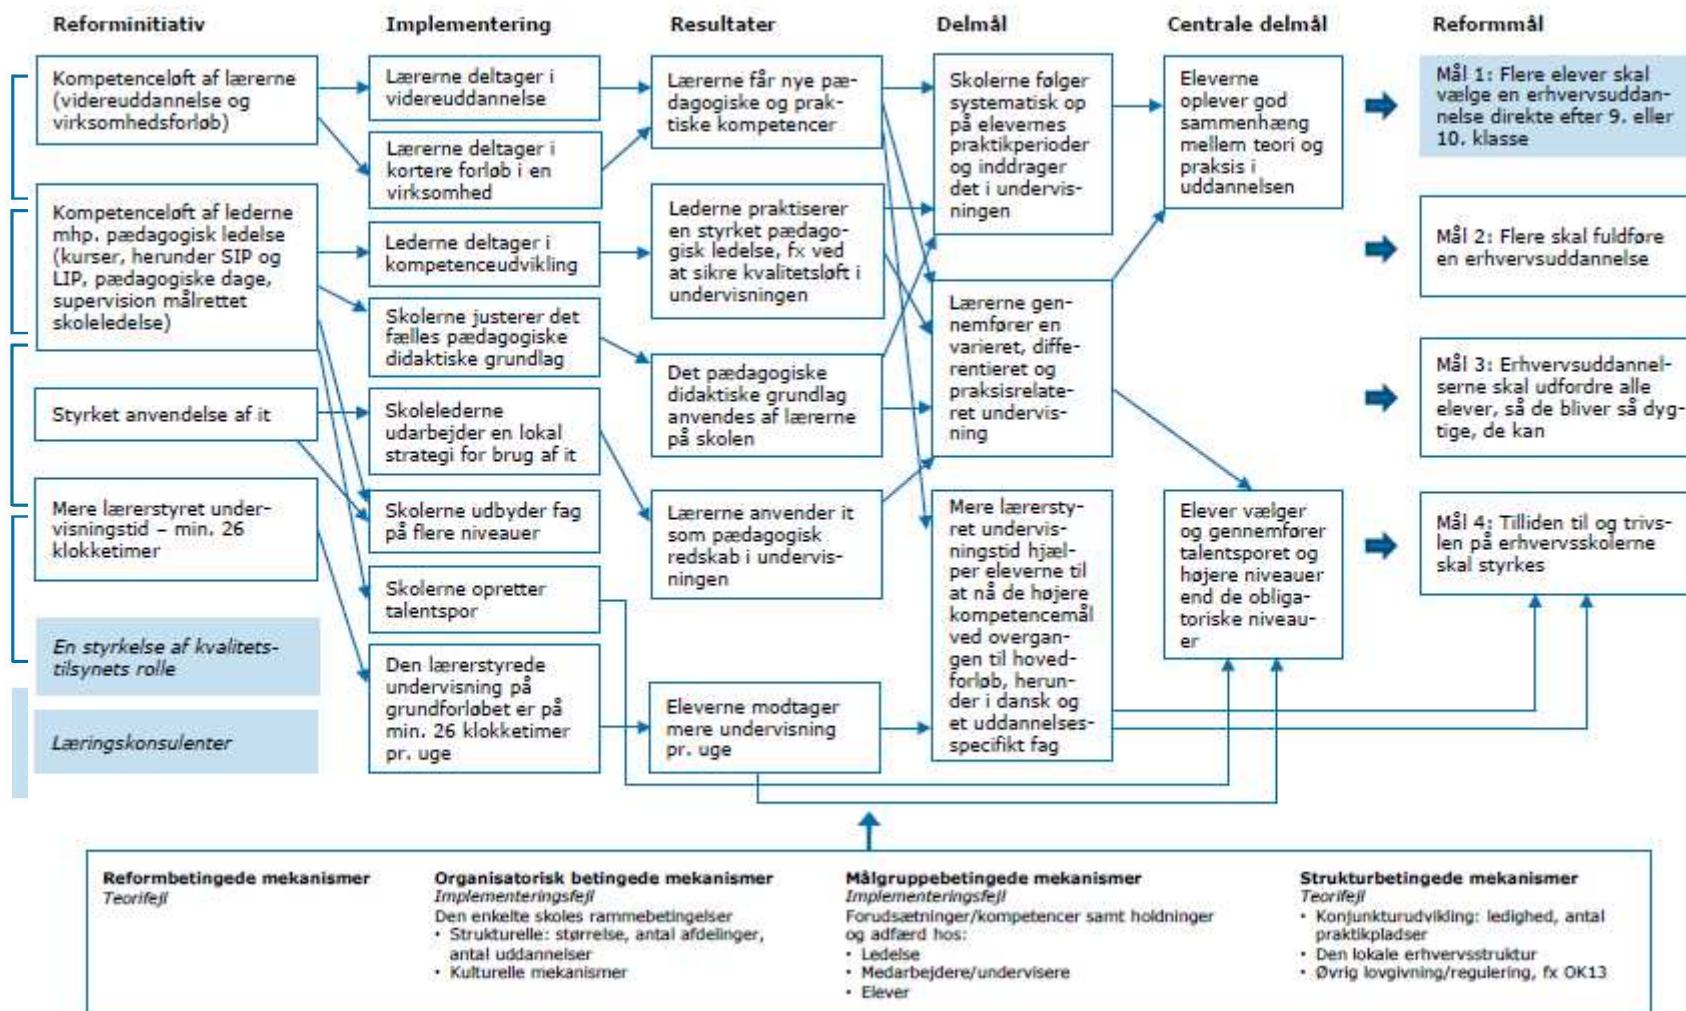 Reforminitiativ
Implementering
Resultater
Delmål
Centrale delmål
Reformmål
Kompetenceløft af lærerne
(videreuddannelse og
virksomhedsforløb)
Kompetenceløft af lederne
mhp. pædagogisk ledelse
(kurser, herunder SIP og
LIP, pædagogiske dage,
supervision målrettet
skoleledelse)
Styrket anvendelse af it
Mere lærerstyret under-
visningstid – min. 26
klokketimer
En styrkelse af kvalitets-
tilsynets rolle
Læringskonsulenter
Lærerne deltager i
videreuddannelse
Lærerne deltager i
kortere forløb i en
virksomhed
Lederne deltager i
kompetenceudvikling
Skolerne justerer det
fælles pædagogiske
didaktiske grundlag
Skolelederne
udarbejder en lokal
strategi for brug af it
Skolerne udbyder fag
på flere niveauer
Skolerne opretter
talentspor
Den lærerstyrede
undervisning på
grundforløbet er på
min. 26 klokketimer
pr. uge
Lærerne får nye pæ-
dagogiske og prak-
tiske kompetencer
Lederne praktiserer
en styrket pædago-
gisk ledelse, fx ved
at sikre kvalitetsløft i
undervisningen
Det pædagogiske
didaktiske grundlag
anvendes af lærerne
på skolen
Lærerne anvender it
som pædagogisk
redskab i undervis-
ningen
Eleverne modtager
mere undervisning
pr. uge
Skolerne følger
systematisk op
på elevernes
praktikperioder
og inddrager
det i undervis-
ningen
Lærerne gen-
nemfører en
varieret, diffe-
rentieret og
praksisrelate-
ret undervis-
ning
Mere lærersty-
ret undervis-
ningstid hjæl-
per eleverne til
at nå de højere
kompetencemål
ved overgan-
gen til hoved-
forløb, herun-
der i dansk og
et uddannelses-
specifikt fag
Eleverne
oplever god
sammenhæng
mellem teori og
praksis i
uddannelsen
Elever vælger
og gennemfører
talentsporet og
højere niveauer
end de obliga-
toriske niveau-
er
Mål 1: Flere elever skal
vælge en erhvervsuddan-
nelse direkte efter 9. eller
10. klasse
Mål 2: Flere skal fuldføre
en erhvervsuddannelse
Mål 3: Erhvervsuddannel-
serne skal udfordre alle
elever, så de bliver så dyg-
tige, de kan
Mål 4: Tilliden til og trivs-
len på erhvervsskolerne
skal styrkes
Reformbetingede mekanismer
Teorifejl
Organisatorisk betingede mekanismer
Implementeringsfejl
Den enkelte skoles rammebetingelser
• Strukturelle: størrelse, antal afdelinger,
antal uddannelser
• Kulturelle mekanismer
Målgruppebetingede mekanismer
Implementeringsfejl
Forudsætninger/kompetencer samt holdninger
og adfærd hos:
• Ledelse
• Medarbejdere/undervisere
• Elever
Strukturbetingede mekanismer
Teorifejl
• Konjunkturudvikling: ledighed, antal
praktikpladser
• Den lokale erhvervsstruktur
• Øvrig lovgivning/regulering, fx OK13